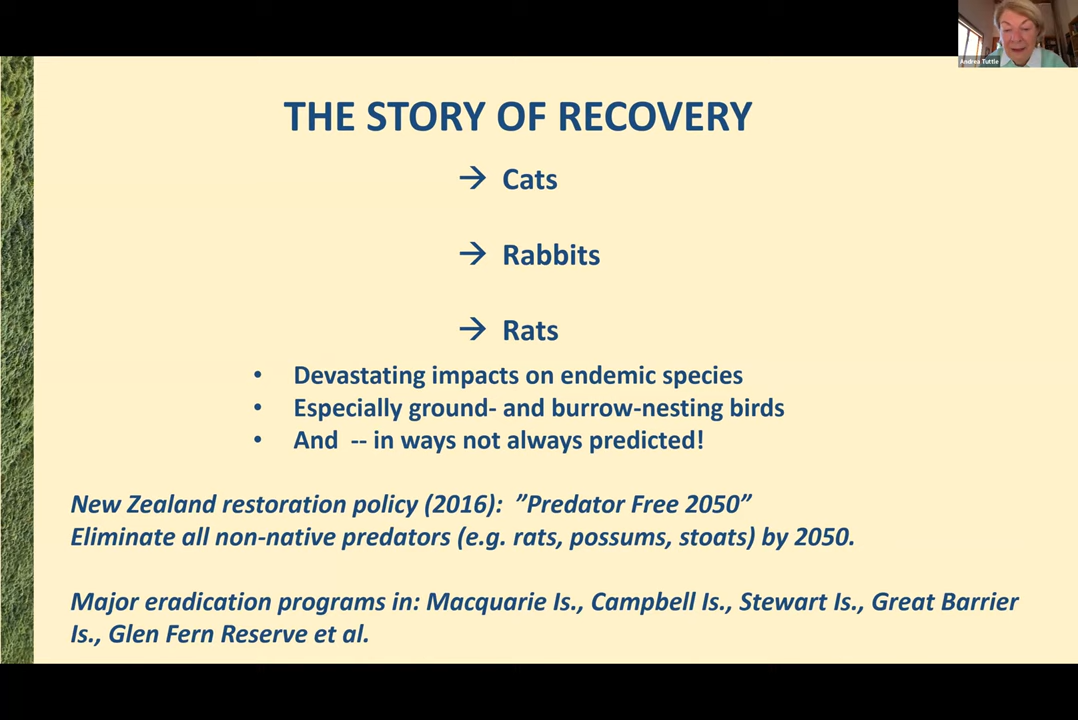 Andrea Tuttle
THE STORY OF RECOVERY
→ Cats
→ Rabbits
→ Rats
• Devastating impacts on endemic species
• Especially ground- and burrow-nesting birds
• And -- in ways not always predicted!
New Zealand restoration policy (2016): ”Predator Free 2050”
Eliminate all non-native predators (e.g. rats, possums, stoats) by 2050.
Major eradication programs in: Macquarie Is., Campbell Is., Stewart Is., Great Barrier
Is., Glen Fern Reserve et al.